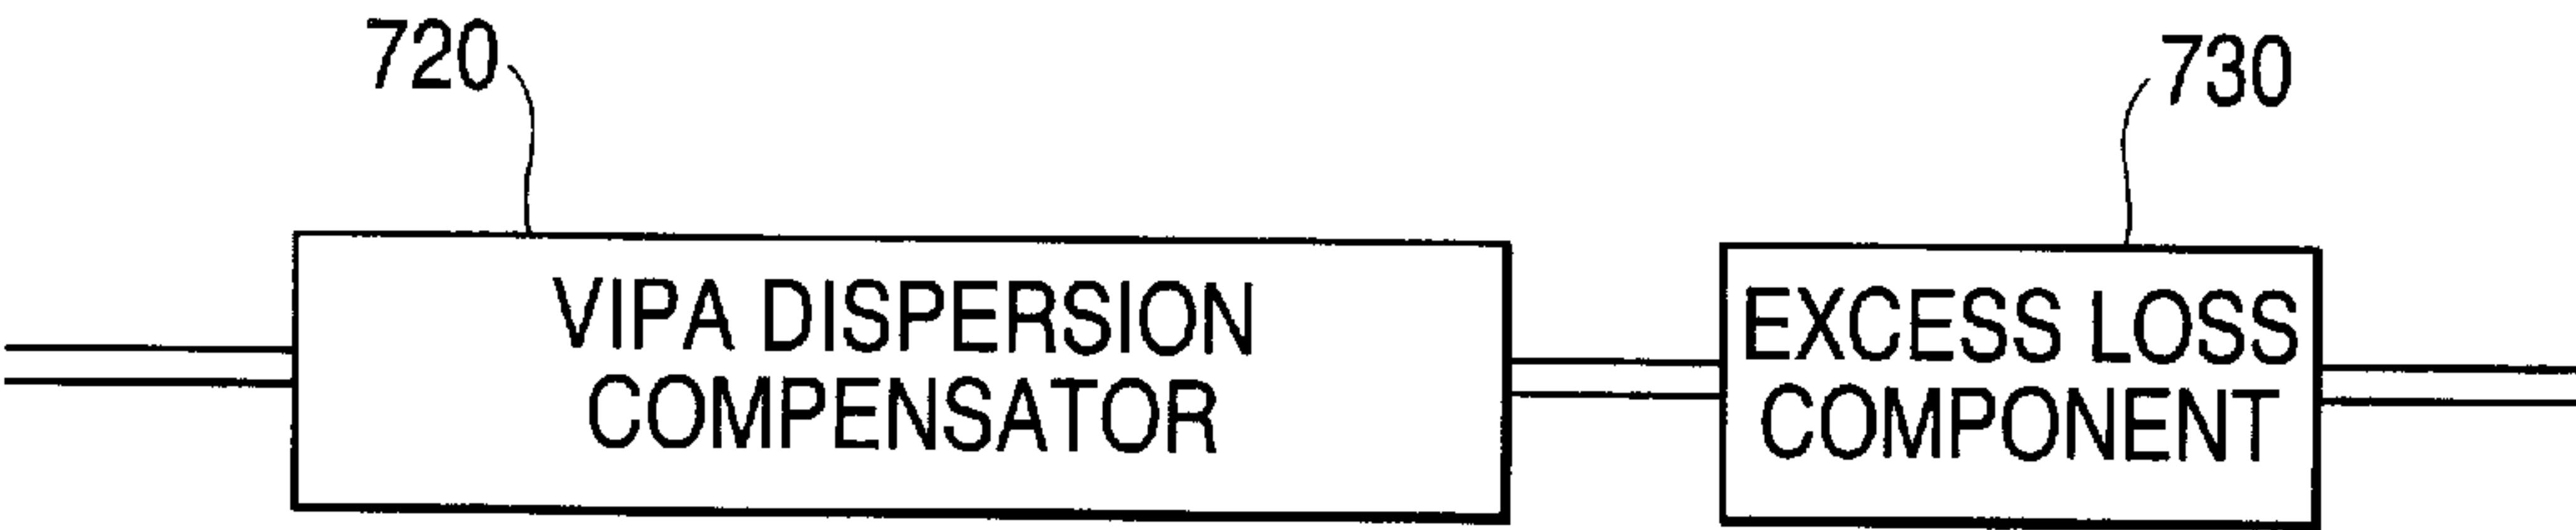 720
730
VIPA DISPERSION
COMPENSATOR
EXCESS LOSS
COMPONENT